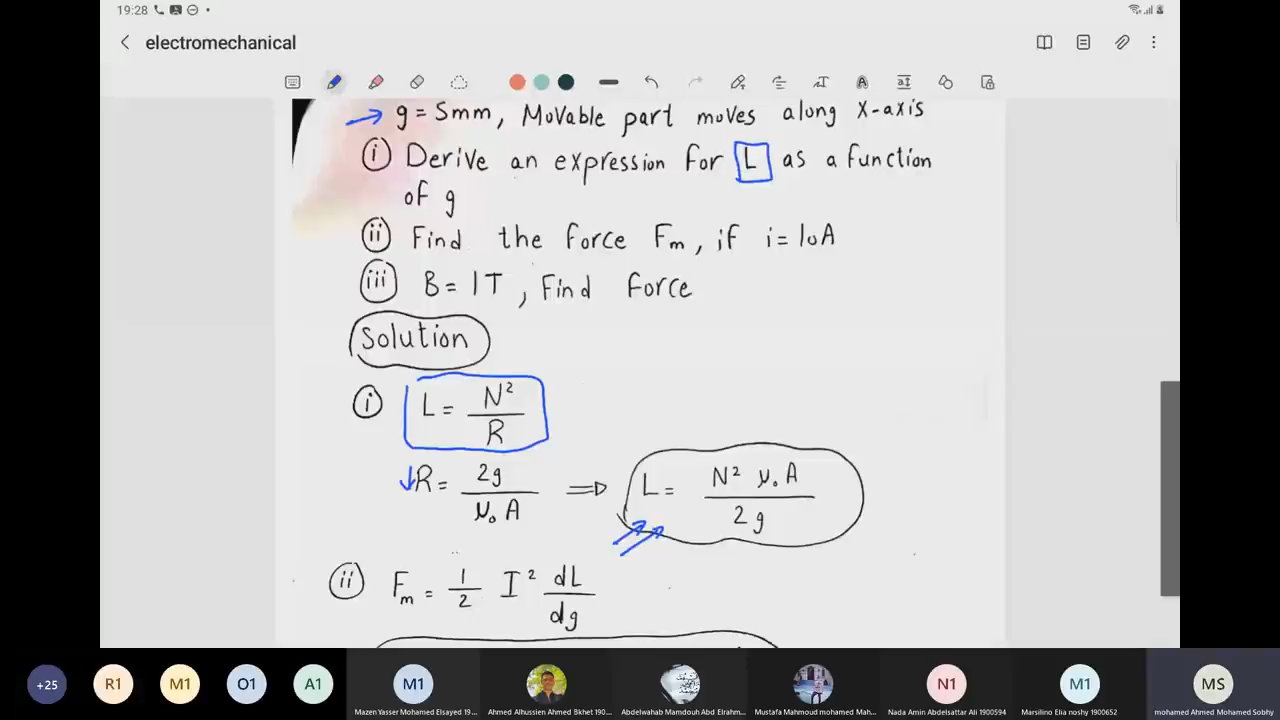 19:28
electromechanical
g = 5mm, Movable part moves along X-axis
i Derive an expression for L as a function
of g
ii Find the force Fm, if i = 10A
iii B = 1T, Find force
Solution
i L = N² / R
R = 2g / μ₀ A ⇒ L = N² μ₀ A / 2g
ii Fm = 1/2 I² dL/dg
+25 R1 M1 O1 A1 M1 N1 M1 MS
Mazen Yasser Mohamed Elsayed 19... Ahmed Alhussien Ahmed Bkhet 190... Abdelwahab Mamdouh Abd Elrahm... Mustafa Mahmoud mohamed Mah... Nada Amin Abdelsattar Ali 1900594 Marsilino Elia noshy 1900652 mohamed Ahmed Mohamed Sobhy